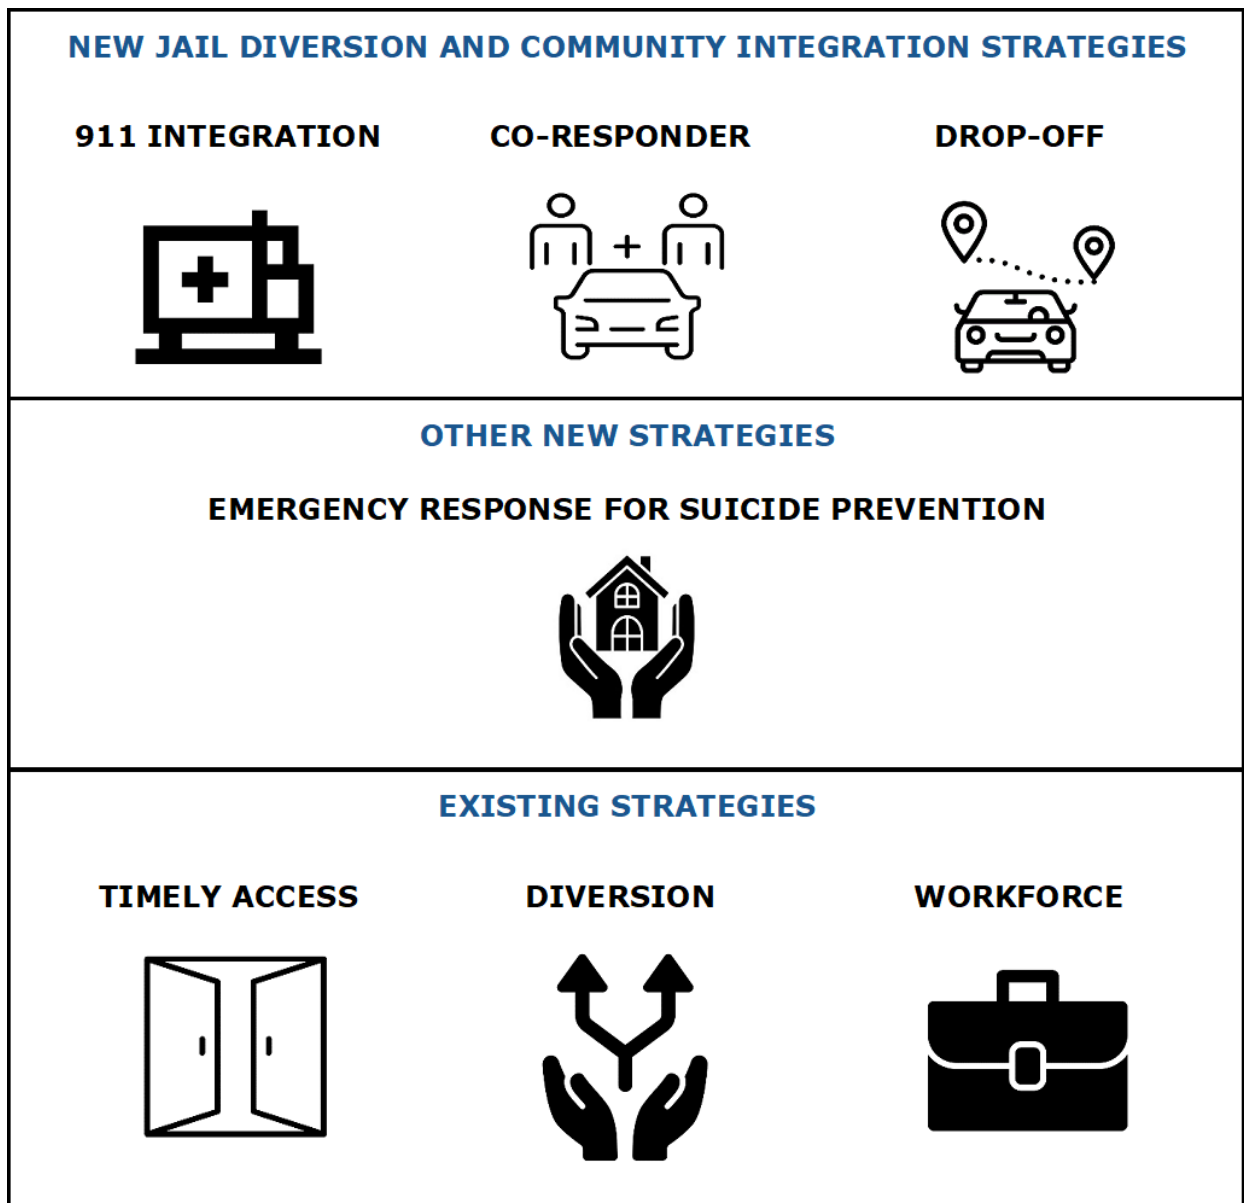 NEW JAIL DIVERSION AND COMMUNITY INTEGRATION STRATEGIES
911 INTEGRATION
CO-RESPONDER
DROP-OFF
OTHER NEW STRATEGIES
EMERGENCY RESPONSE FOR SUICIDE PREVENTION
EXISTING STRATEGIES
TIMELY ACCESS
DIVERSION
WORKFORCE